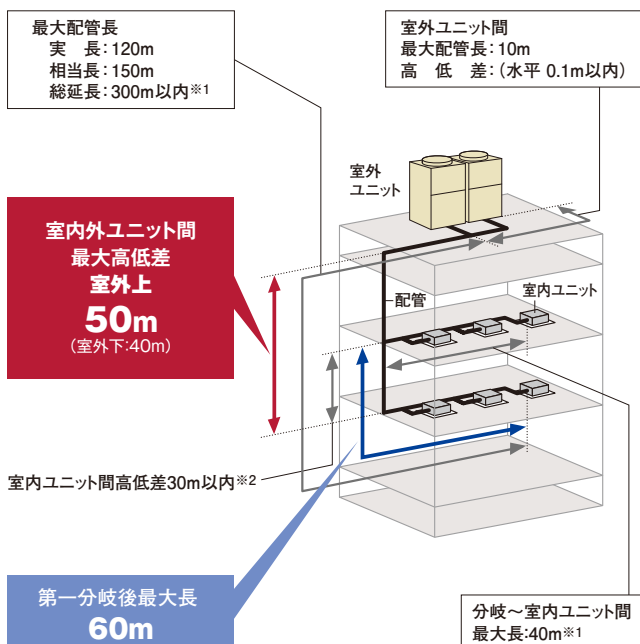 最大配管長
実　長：120m
相当長：150m
総延長：300m以内※1
室外ユニット間
最大配管長：10m
高　低　差：（水平 0.1m以内）
室外
ユニット
室内外ユニット間
最大高低差
室外上
50m
(室外下:40m)
配管
室内ユニット
室内ユニット間高低差30m以内※2
第一分岐後最大長
60m
分岐～室内ユニット間
最大長:40m※1